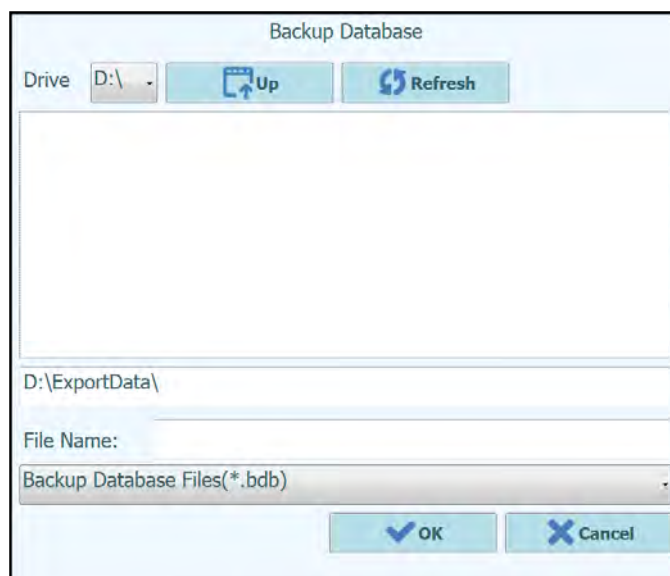 Backup Database
Drive D:\ Up Refresh
D:\ExportData\
File Name:
Backup Database Files(*.bdb)
OK Cancel